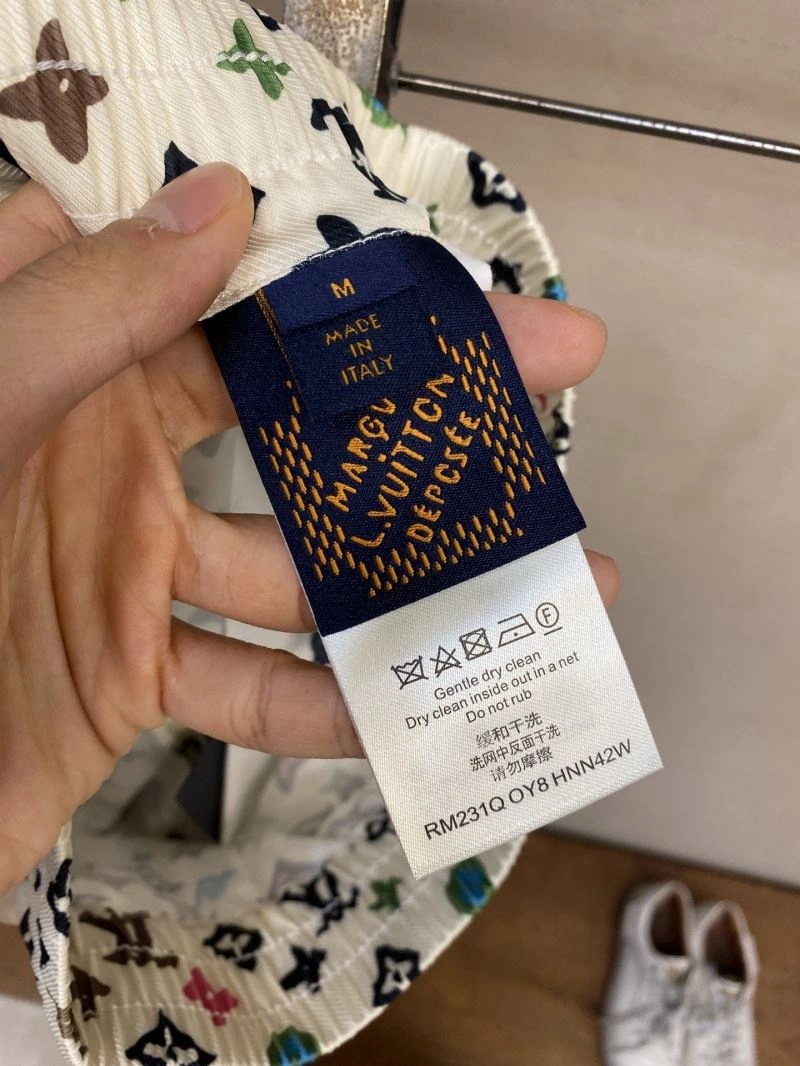 M
MADE
IN
ITALY
MARQU
L.VUITTON
DEPOSÉE
Gentle dry clean
Dry clean inside out in a net
Do not rub
缓和干洗
洗网中反面干洗
请勿摩擦
RM231Q OY8 HNN42W
F